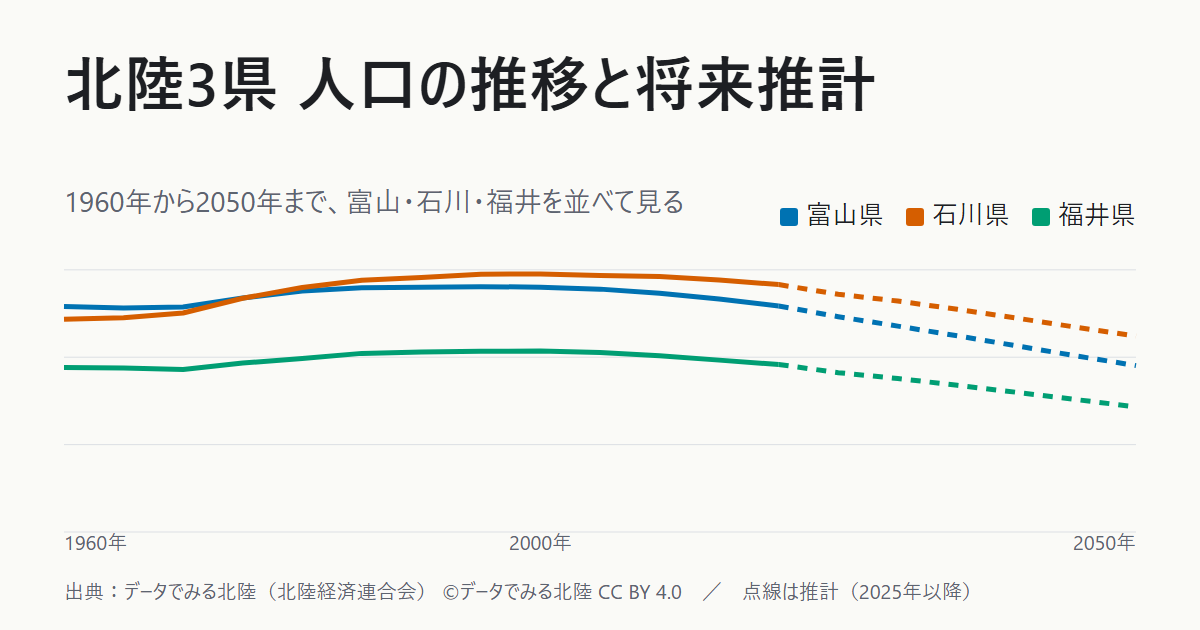 北陸3県 人口の推移と将来推計
1960年から2050年まで、富山・石川・福井を並べて見る
富山県 石川県 福井県
1960年 2000年 2050年
出典：データでみる北陸（北陸経済連合会） ©データでみる北陸 CC BY 4.0 ／ 点線は推計（2025年以降）